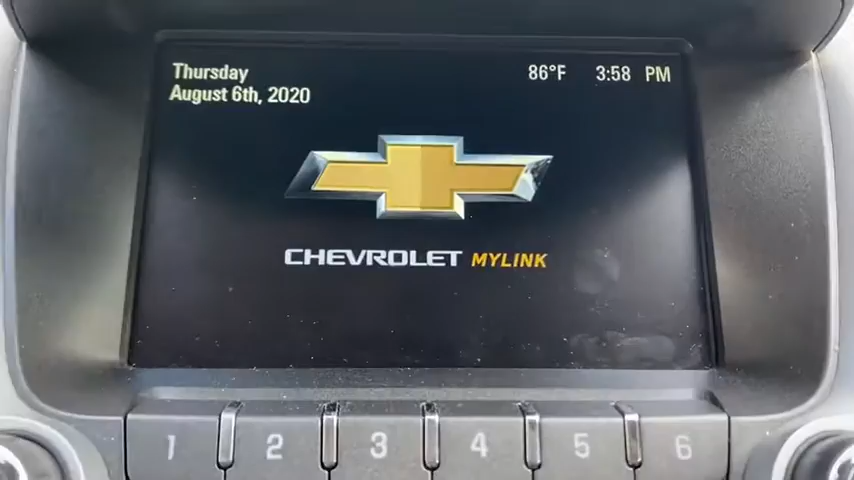 Thursday 86°F 3:58 PM
August 6th, 2020
CHEVROLET MYLINK
1 2 3 4 5 6